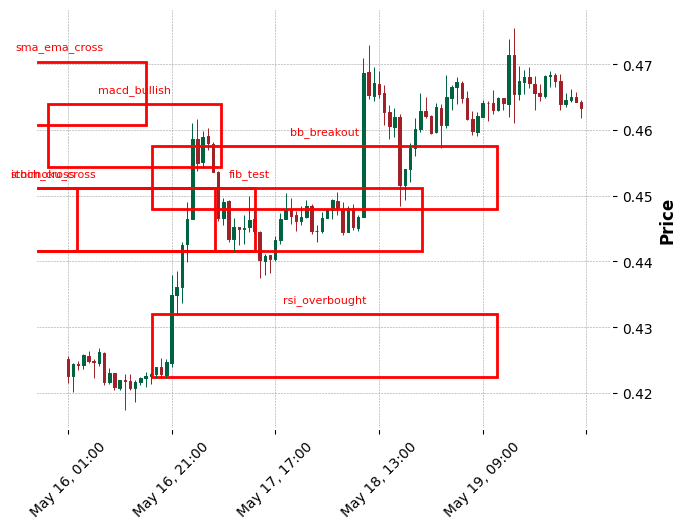 sma_ema_cross
macd_bullish
bb_breakout
fib_test
rsi_overbought
0.47
0.46
0.45
0.44
0.43
0.42
Price
May 16, 01:00
May 16, 21:00
May 17, 17:00
May 18, 13:00
May 19, 09:00